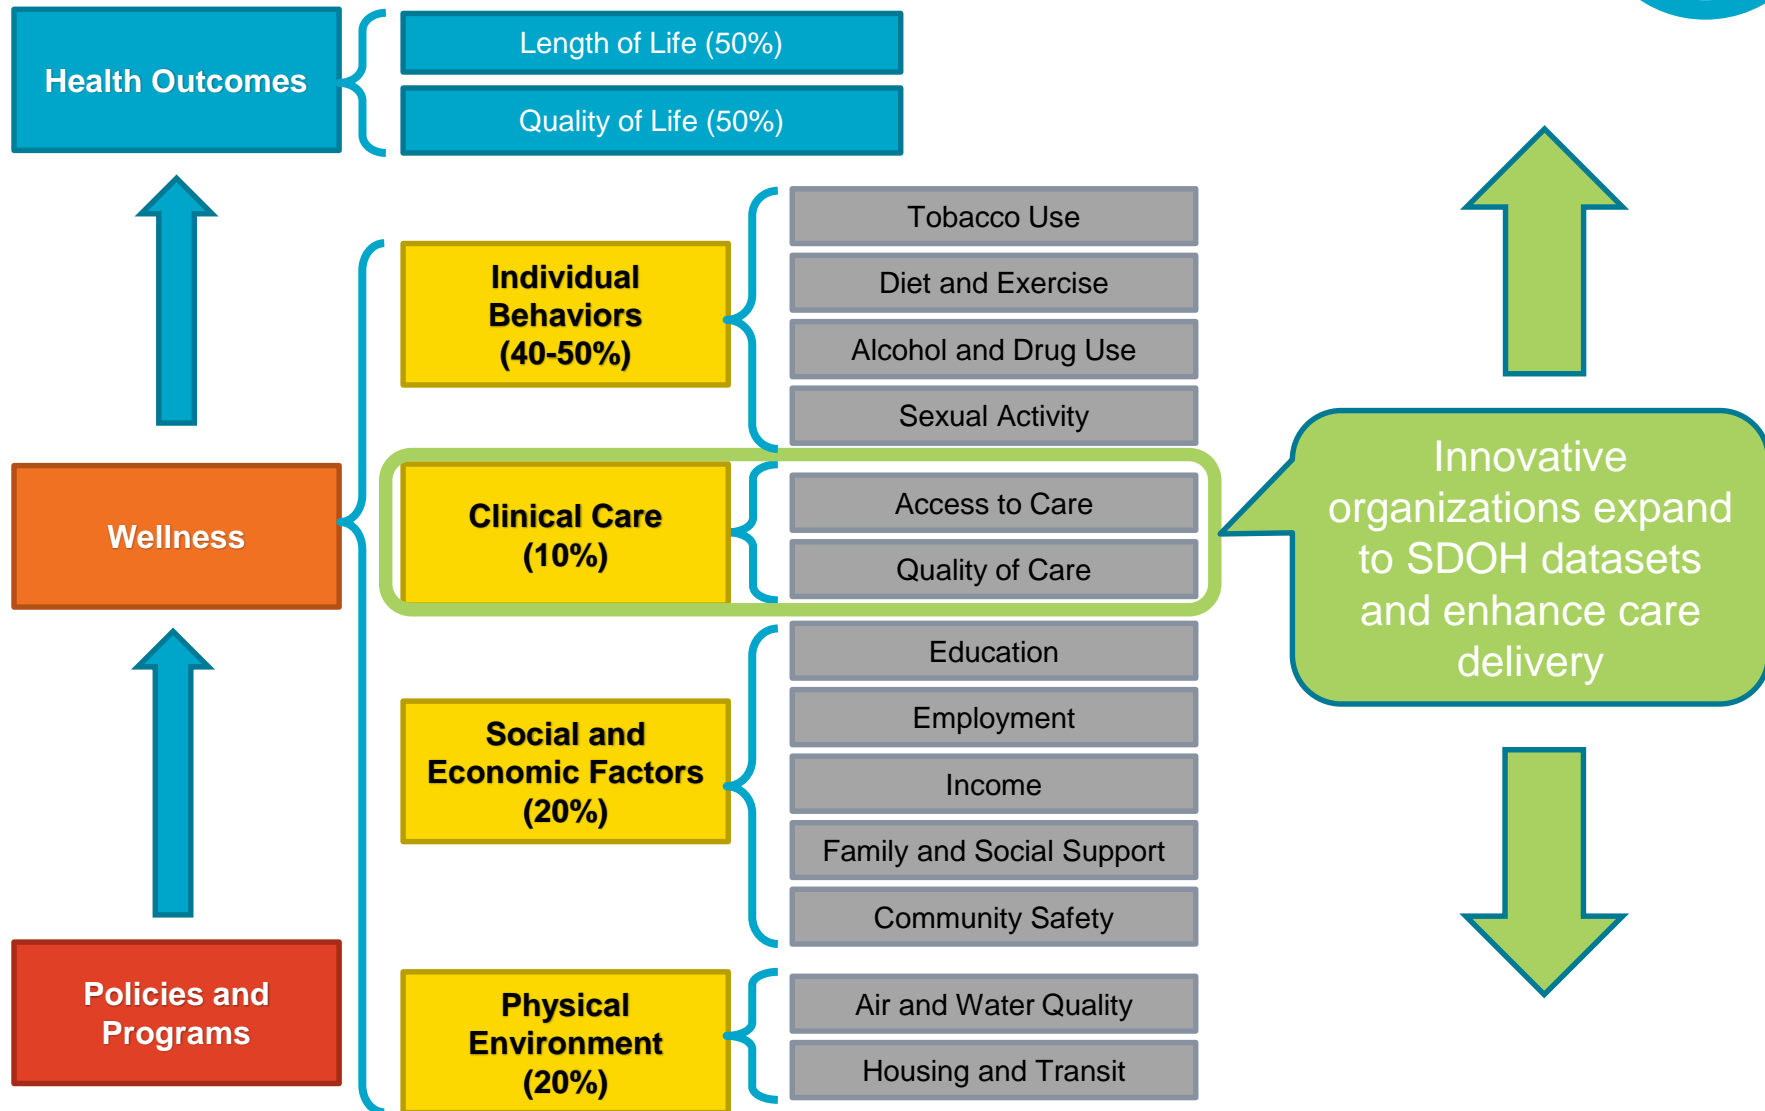 Health Outcomes
Length of Life (50%)
Quality of Life (50%)
Wellness
Policies and
Programs
Individual
Behaviors
(40-50%)
Tobacco Use
Diet and Exercise
Alcohol and Drug Use
Sexual Activity
Clinical Care
(10%)
Access to Care
Quality of Care
Social and
Economic Factors
(20%)
Education
Employment
Income
Family and Social Support
Community Safety
Physical
Environment
(20%)
Air and Water Quality
Housing and Transit
Innovative
organizations expand
to SDOH datasets
and enhance care
delivery